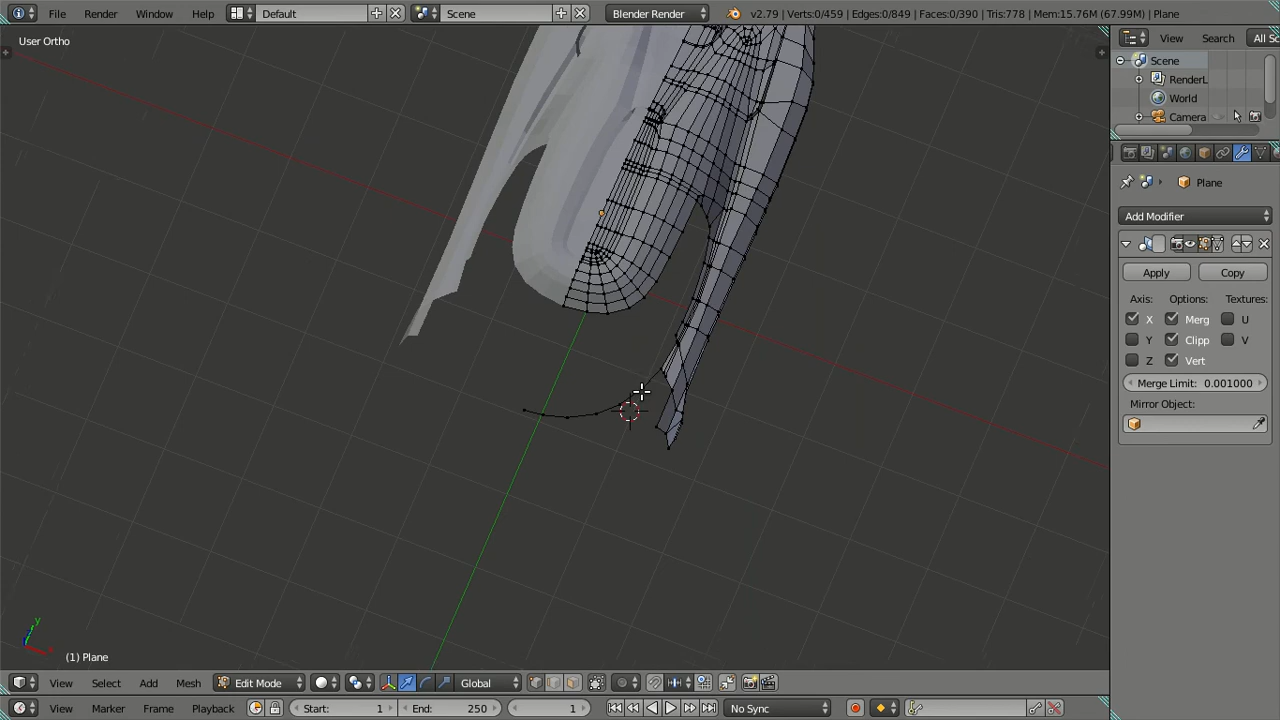 File Render Window Help Default Scene Blender Render v2.79 | Verts:0/459 | Edges:0/849 | Faces:0/390 | Tris:778 | Mem:15.76M (67.99M) | Plane
User Ortho
View Search All Sc
Scene
RenderL
World
Camera
Plane
Add Modifier
Apply Copy
Axis: Options: Textures:
X Merg U
Y Clipp V
Z Vert
Merge Limit: 0.001000
Mirror Object:
y
x
(1) Plane
View Select Add Mesh Edit Mode Global
View Marker Frame Playback Start: 1 End: 250 1 No Sync